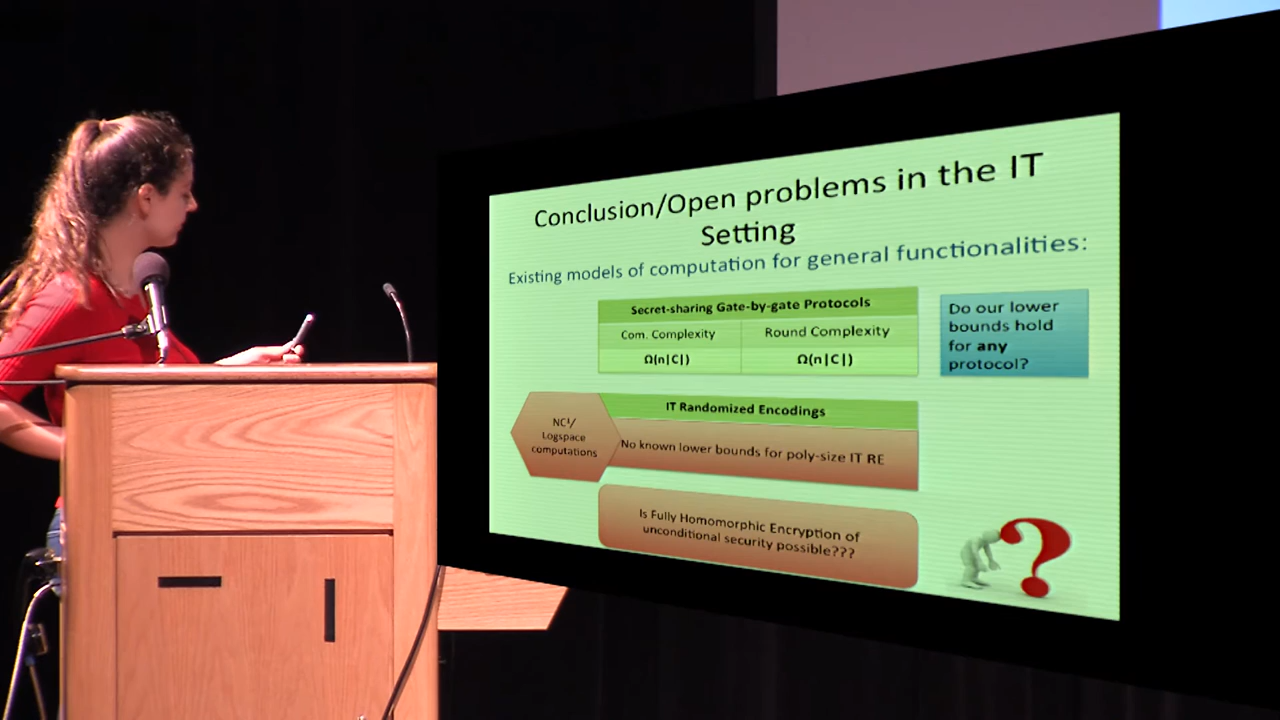 Conclusion/Open problems in the IT
Setting
Existing models of computation for general functionalities:
Secret-sharing Gate-by-gate Protocols
Com. Complexity
Round Complexity
Ω(n|C|)
Ω(n|C|)
Do our lower
bounds hold
for any
protocol?
IT Randomized Encodings
NC¹/
Logspace
computations
No known lower bounds for poly-size IT RE
Is Fully Homomorphic Encryption of
unconditional security possible???